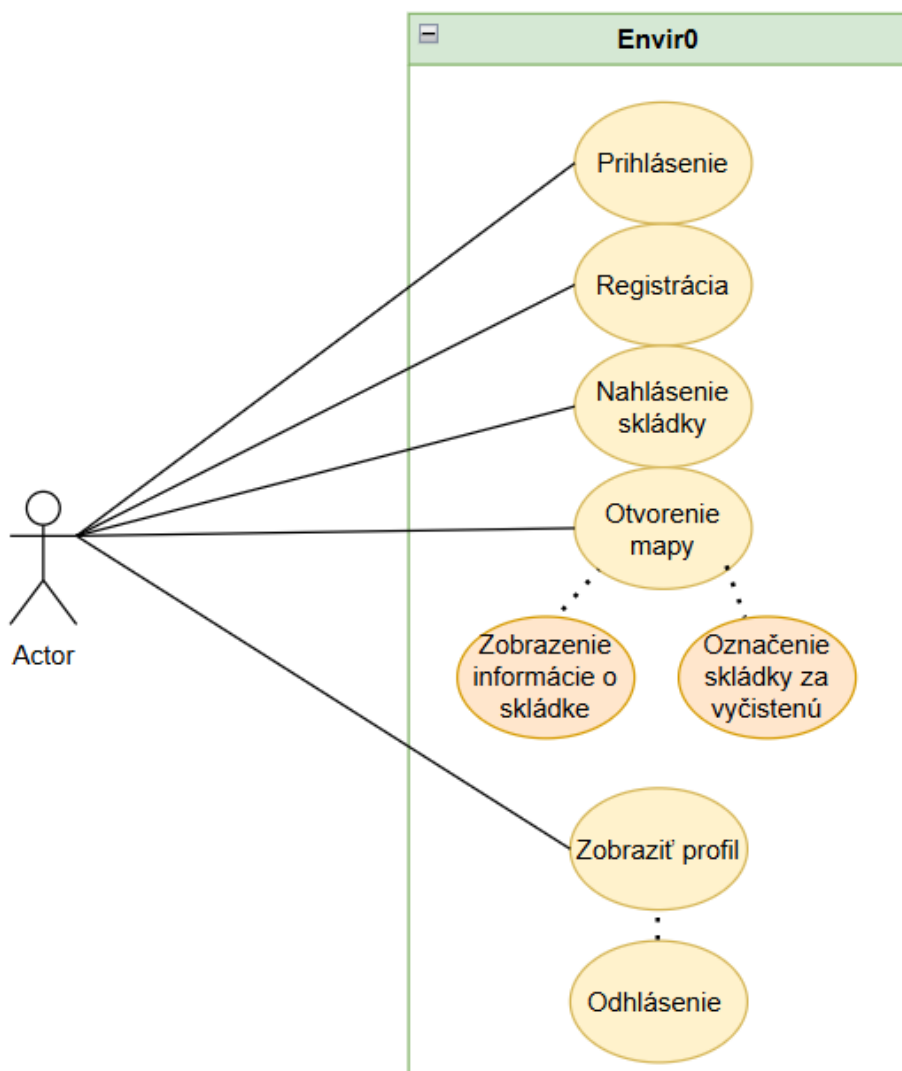 Envir0
Prihlásenie
Registrácia
Nahlásenie
skládky
Otvorenie
mapy
Actor
Zobrazenie
informácie o
skládke
Označenie
skládky za
vyčistenú
Zobraziť profil
Odhlásenie